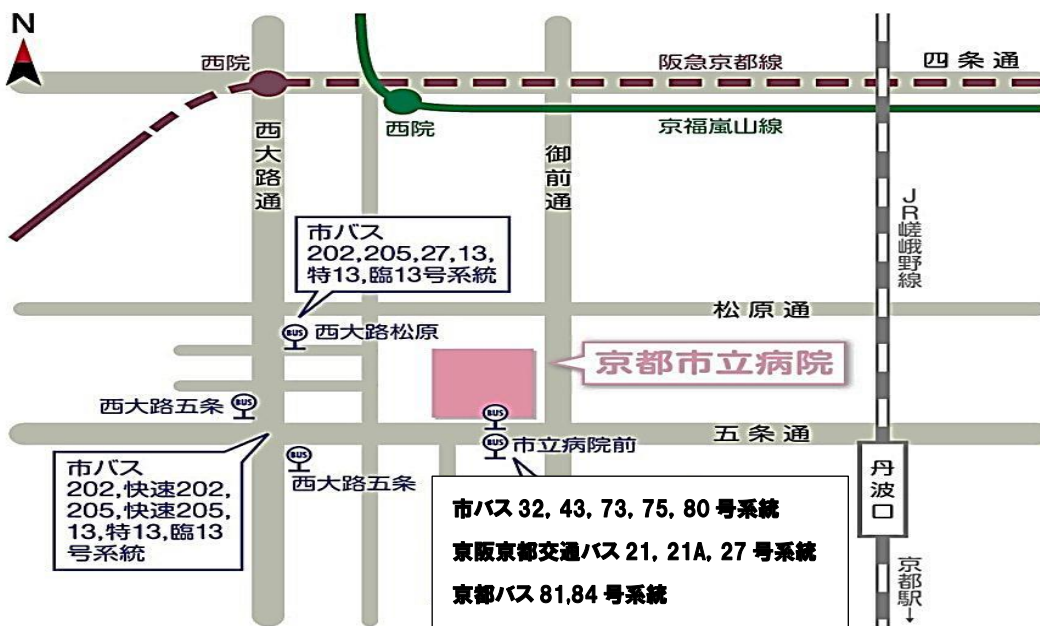 N
西院
阪急京都線
四条通
西院
京福嵐山線
西大路通
御前通
JR嵯峨野線
市バス
202,205,27,13,
特13,臨13号系統
松原通
BUS 西大路松原
京都市立病院
西大路五条 BUS
BUS
五条通
BUS 市立病院前
BUS
西大路五条
市バス
202,快速202,
205,快速205,
13,特13,臨13
号系統
丹波口
市バス 32, 43, 73, 75, 80 号系統
京阪京都交通バス 21, 21A, 27 号系統
京都バス 81,84 号系統
京都駅↓